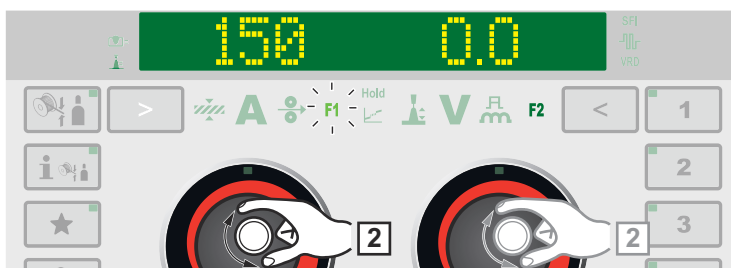 150 0.0
SFI
VRD
> A F1 Hold V F2 < 1
i 2
2 2 3